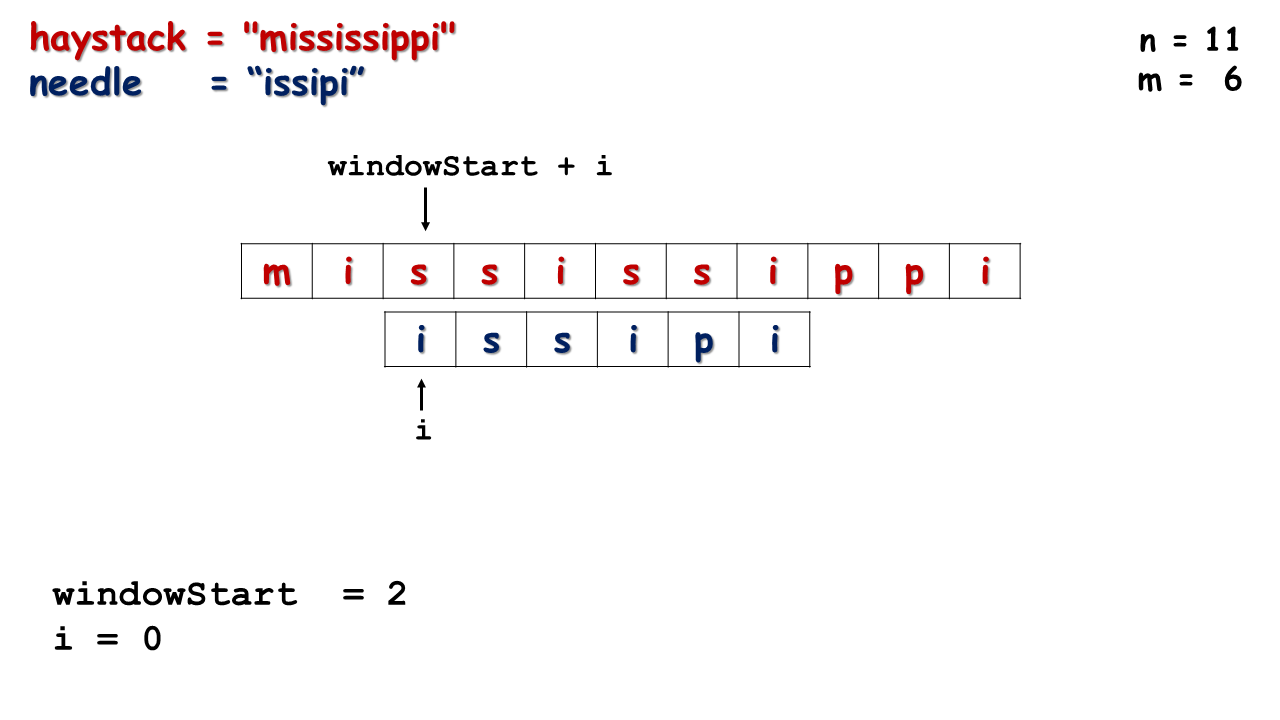 haystack = "mississippi"
needle = “issipi”
n = 11
m = 6
windowStart + i
m i s s i s s i p p i
i s s i p i
i
windowStart = 2
i = 0